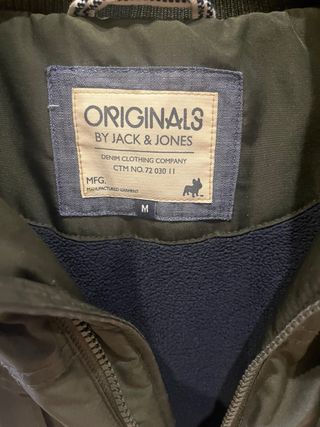 ORIGINALS
BY JACK & JONES
DENIM CLOTHING COMPANY
CTM NO. 72 030 11
MFG.
MANUFACTURED GARMENT
M